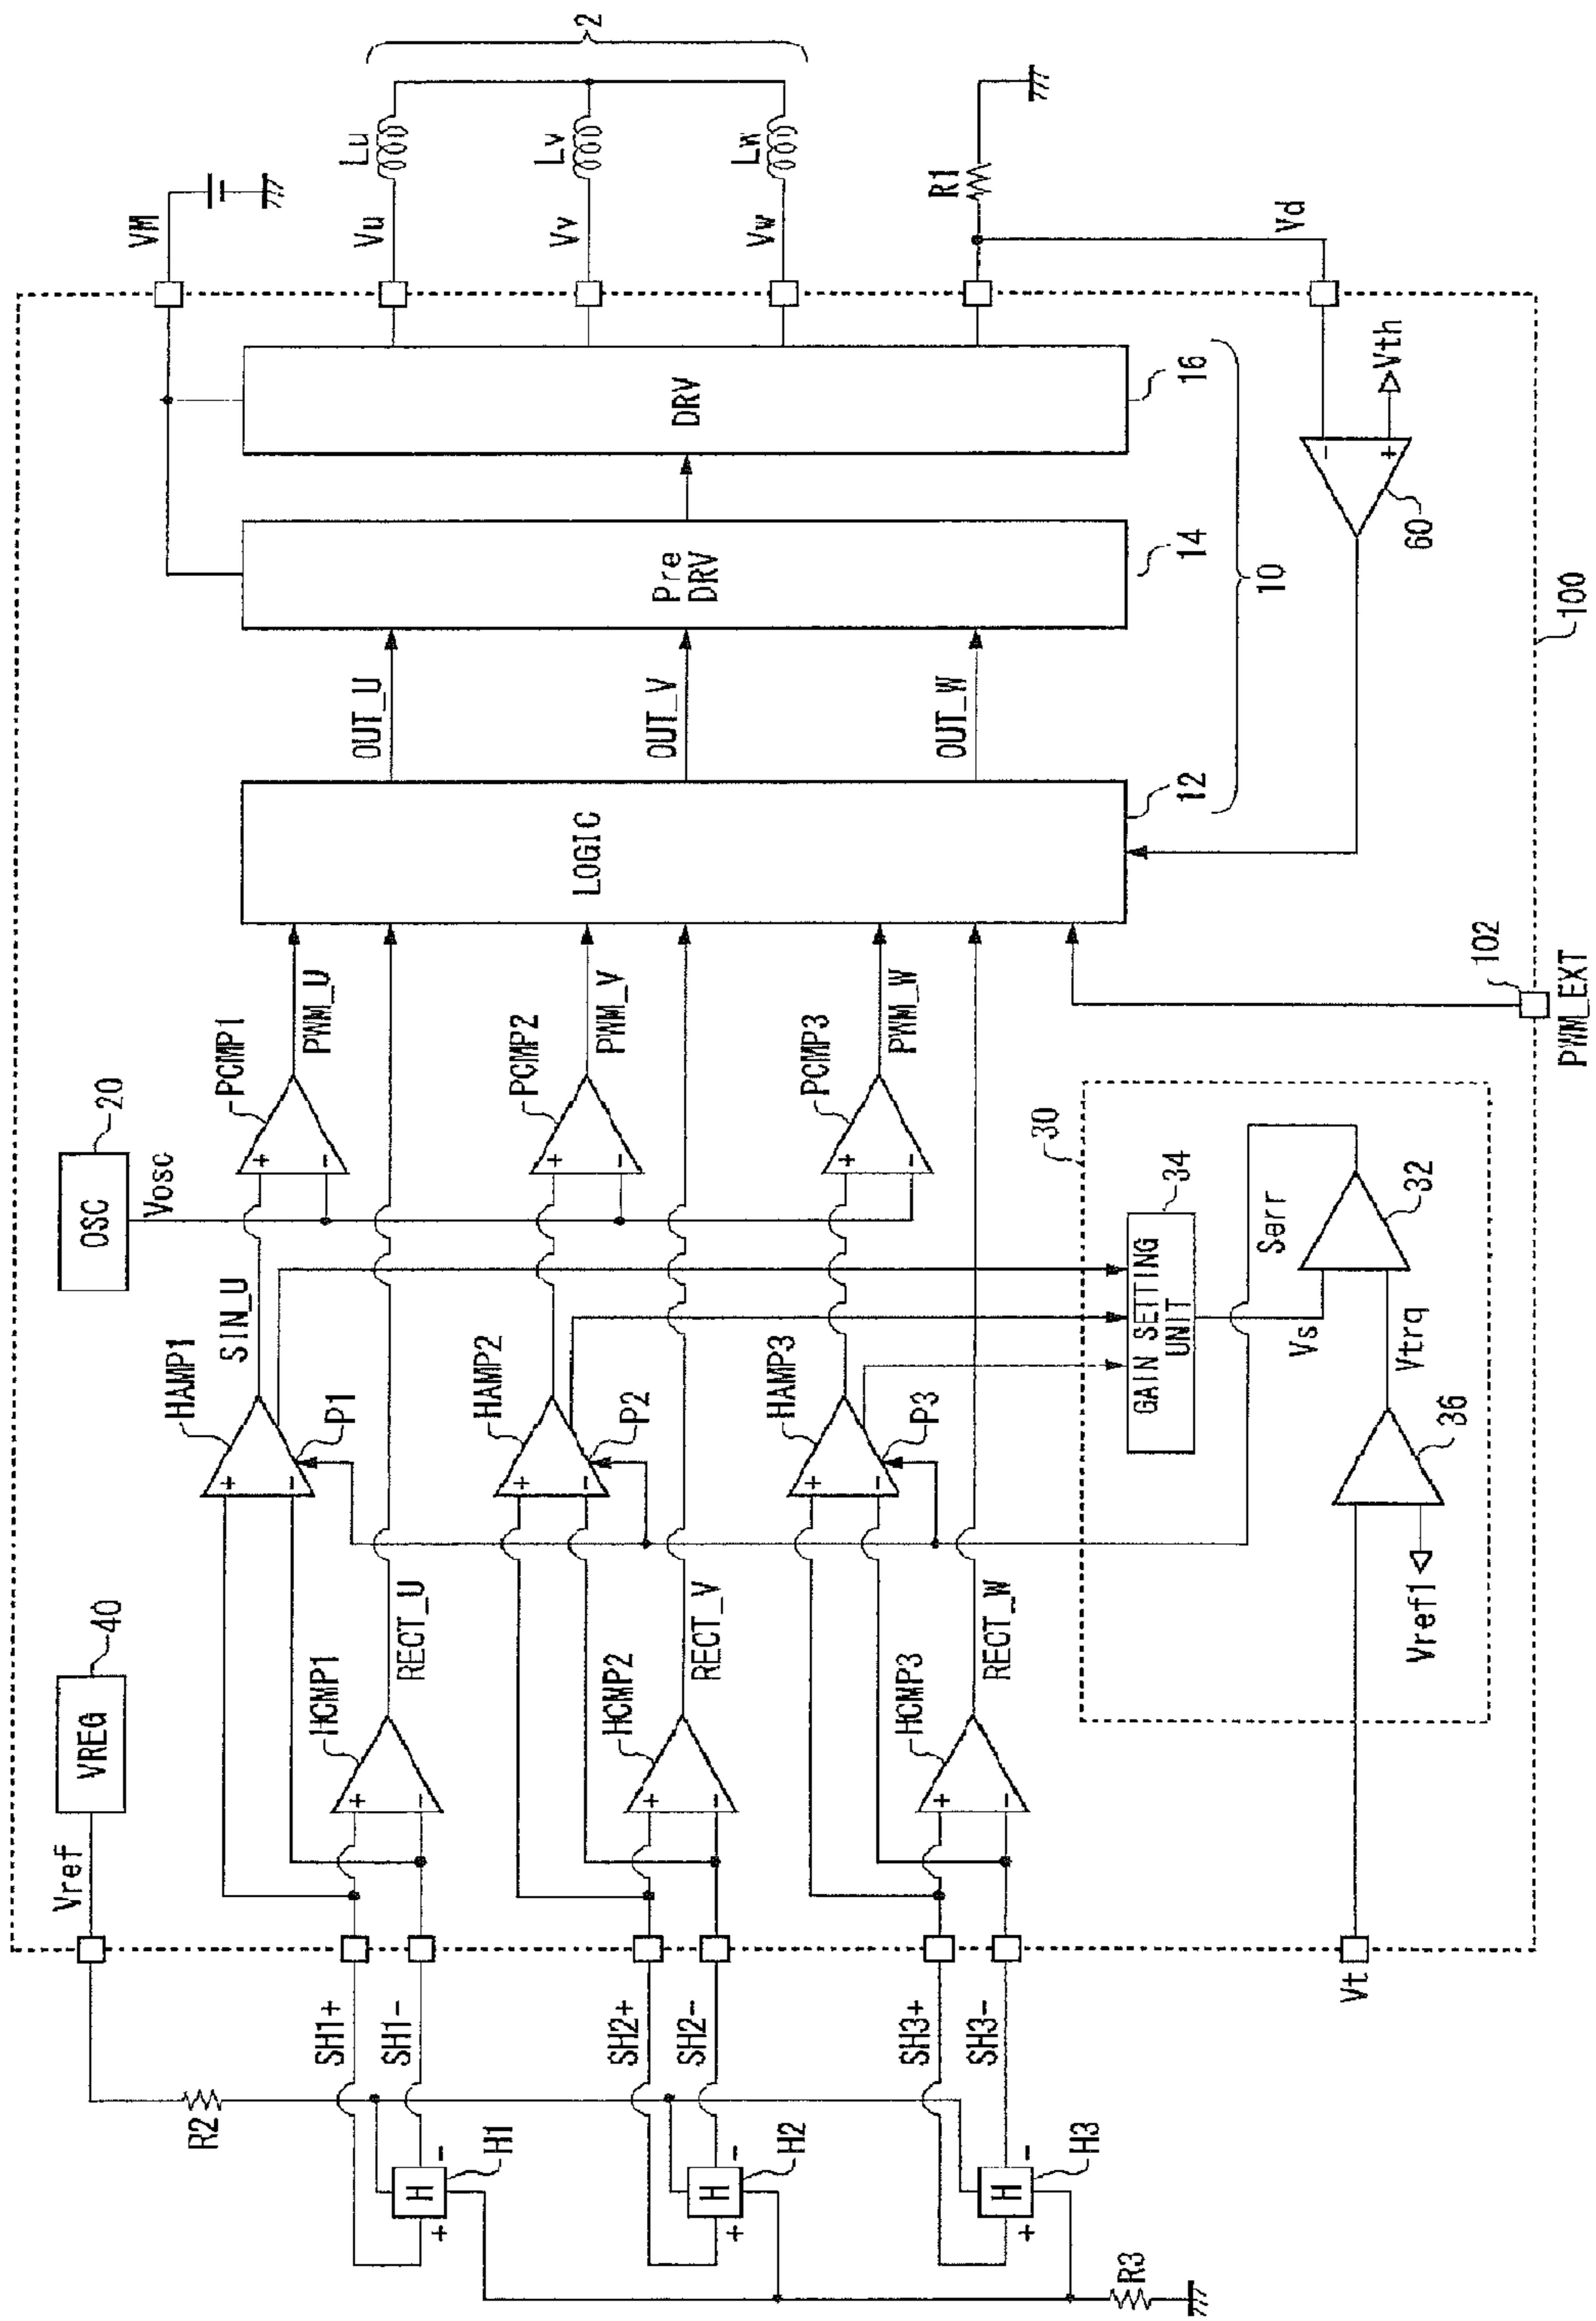 VM
2
Vu
Lu
Vv
Lv
Vw
Lw
R1
Vd
DRV
16
Vth
-
+
60
Pre
DRV
14
10
100
OUT_U
OUT_V
OUT_W
LOGIC
12
PWM_U
PWM_V
PWM_W
102
PWM_EXT
OSC
20
Vosc
PCMP1
+
-
PCMP2
+
-
PCMP3
+
-
30
GAIN SETTING
UNIT
34
Serr
32
Vs
Vtrq
36
Vref1
SIN_U
HAMP1
+
-
P1
HAMP2
+
-
P2
HAMP3
+
-
P3
VREG
40
Vref
HCMP1
+
-
RECT_U
HCMP2
+
-
RECT_V
HCMP3
+
-
RECT_W
Vt
SH1+
SH1-
SH2+
SH2-
SH3+
SH3-
R2
H
+
-
H1
H
+
-
H2
H
+
-
H3
R3